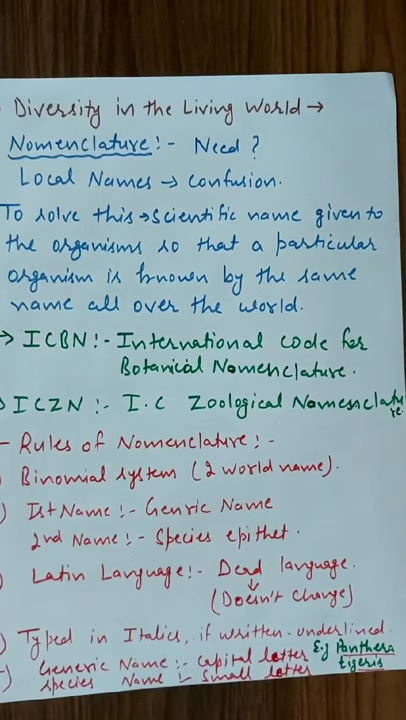 Diversity in the Living World →
Nomenclature :- Need ?
Local Names → Confusion.
To solve this → scientific name given to
the organisms so that a particular
organism is known by the same
name all over the world.
→ ICBN :- International code for
Botanical Nomenclature.
→ ICZN :- I.C Zoological Nomenclature.
- Rules of Nomenclature :-
) Binomial system (2 world name).
) Ist Name :- Genric Name
2nd Name :- Species epithet.
) Latin Language :- Dead language.
↓
(Doesn't Change)
) Typed in Italics, if written - underlined.
-) Generic Name :- Capital letter E.g Panthera
species Name :- Small letter tigeris